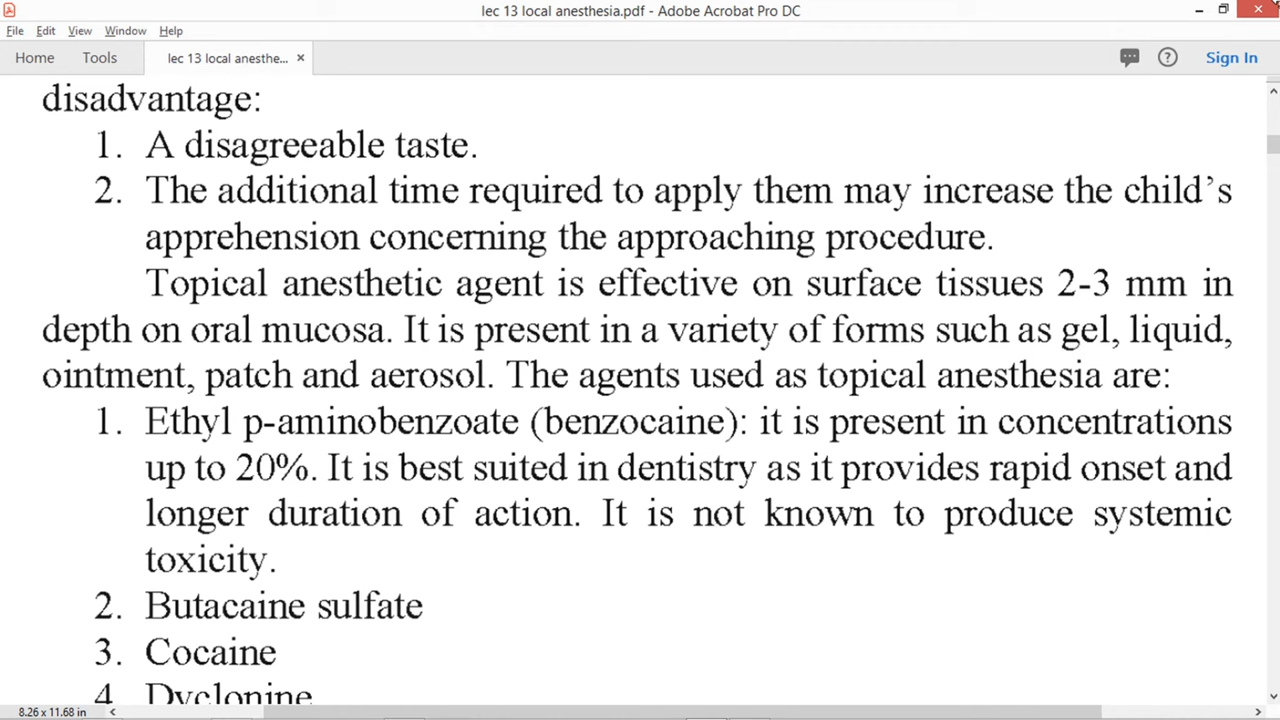 lec 13 local anesthesia.pdf - Adobe Acrobat Pro DC
File Edit View Window Help
Home Tools lec 13 local anesthe... × Sign In
disadvantage:
1. A disagreeable taste.
2. The additional time required to apply them may increase the child’s
apprehension concerning the approaching procedure.
Topical anesthetic agent is effective on surface tissues 2-3 mm in
depth on oral mucosa. It is present in a variety of forms such as gel, liquid,
ointment, patch and aerosol. The agents used as topical anesthesia are:
1. Ethyl p-aminobenzoate (benzocaine): it is present in concentrations
up to 20%. It is best suited in dentistry as it provides rapid onset and
longer duration of action. It is not known to produce systemic
toxicity.
2. Butacaine sulfate
3. Cocaine
4. Dyclonine
8.26 x 11.68 in